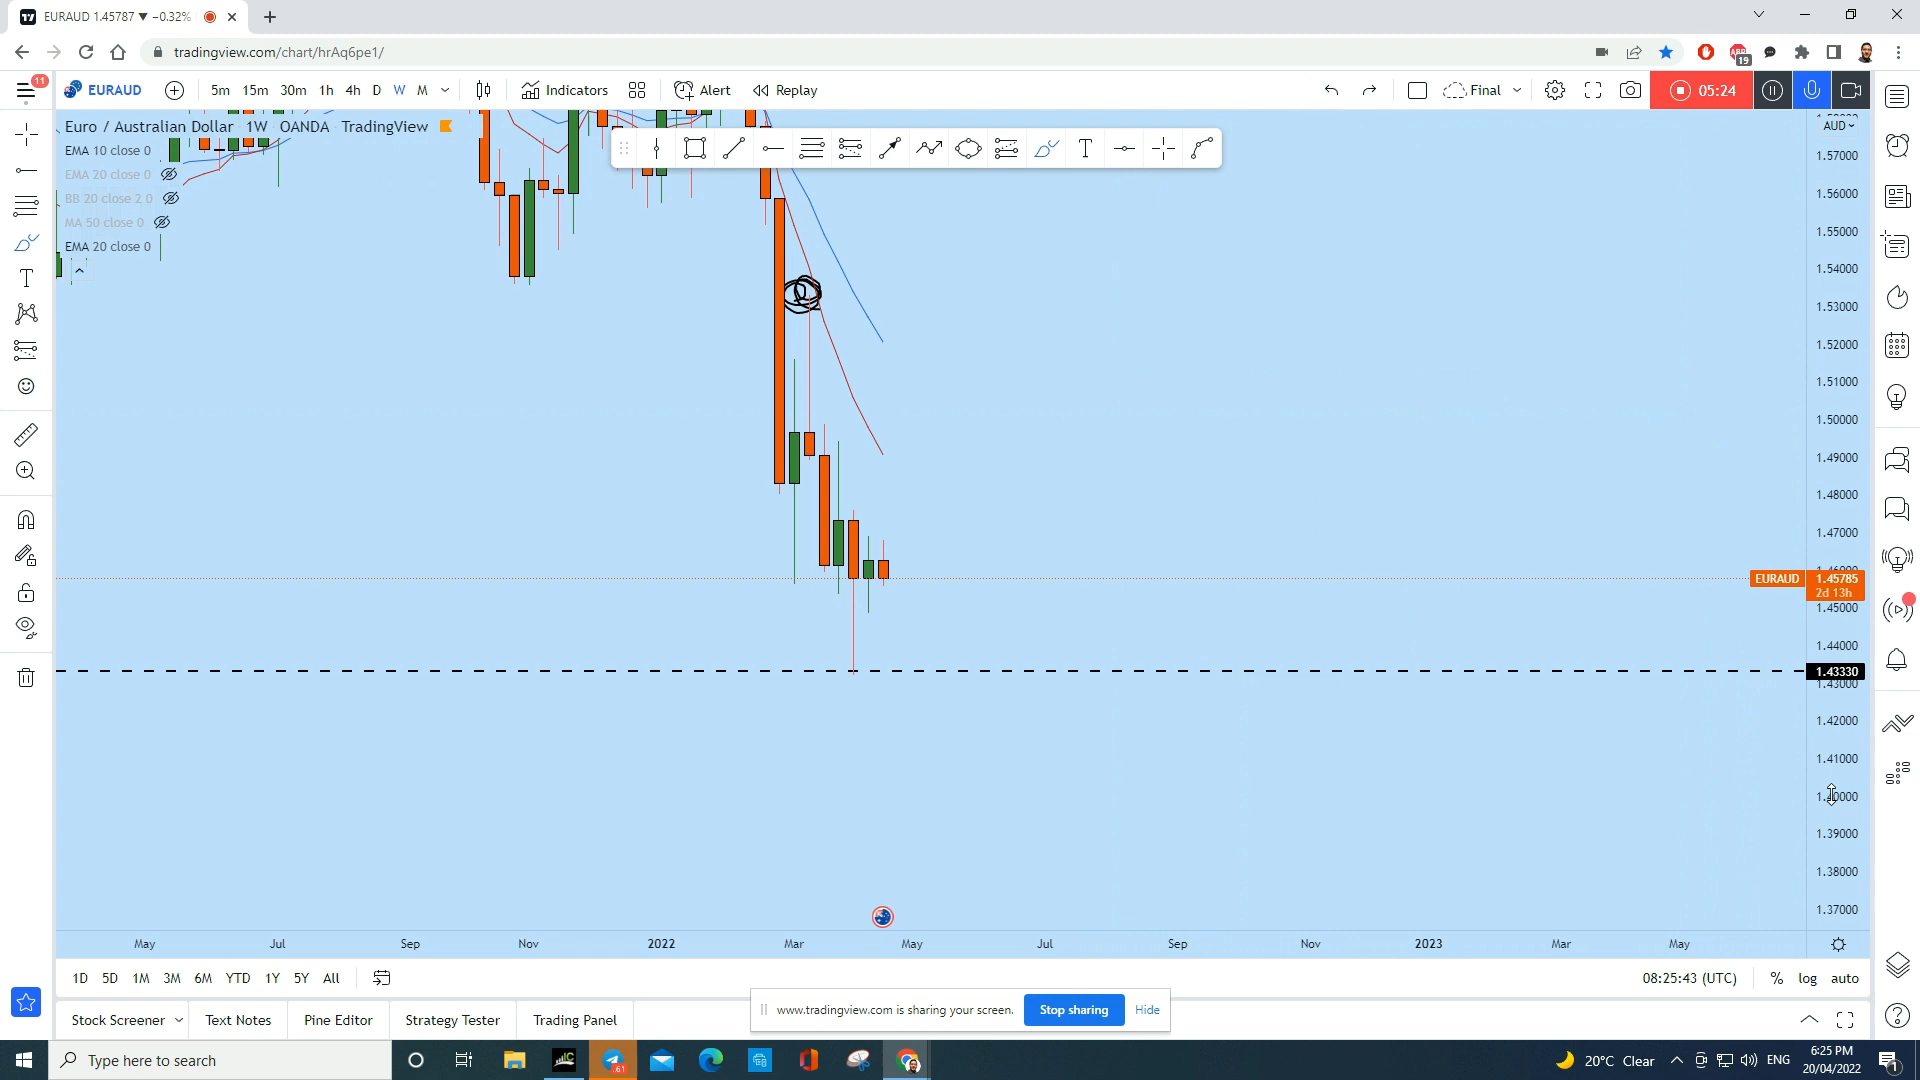 EURAUD 1.45787 ▼ −0.32%
tradingview.com/chart/hrAq6pe1/
19
11
EURAUD 5m 15m 30m 1h 4h D W M Indicators Alert Replay Final 05:24
Euro / Australian Dollar 1W OANDA TradingView
EMA 10 close 0
EMA 20 close 0
BB 20 close 2 0
MA 50 close 0
EMA 20 close 0
AUD
1.57000
1.56000
1.55000
1.54000
1.53000
1.52000
1.51000
1.50000
1.49000
1.48000
1.47000
EURAUD 1.45785
2d 13h
1.45000
1.44000
1.43330
1.43000
1.42000
1.41000
1.40000
1.39000
1.38000
1.37000
May Jul Sep Nov 2022 Mar May Jul Sep Nov 2023 Mar May
1D 5D 1M 3M 6M YTD 1Y 5Y All 08:25:43 (UTC) % log auto
Stock Screener Text Notes Pine Editor Strategy Tester Trading Panel
www.tradingview.com is sharing your screen. Stop sharing Hide
Type here to search
61
20°C Clear ENG
6:25 PM
20/04/2022
1